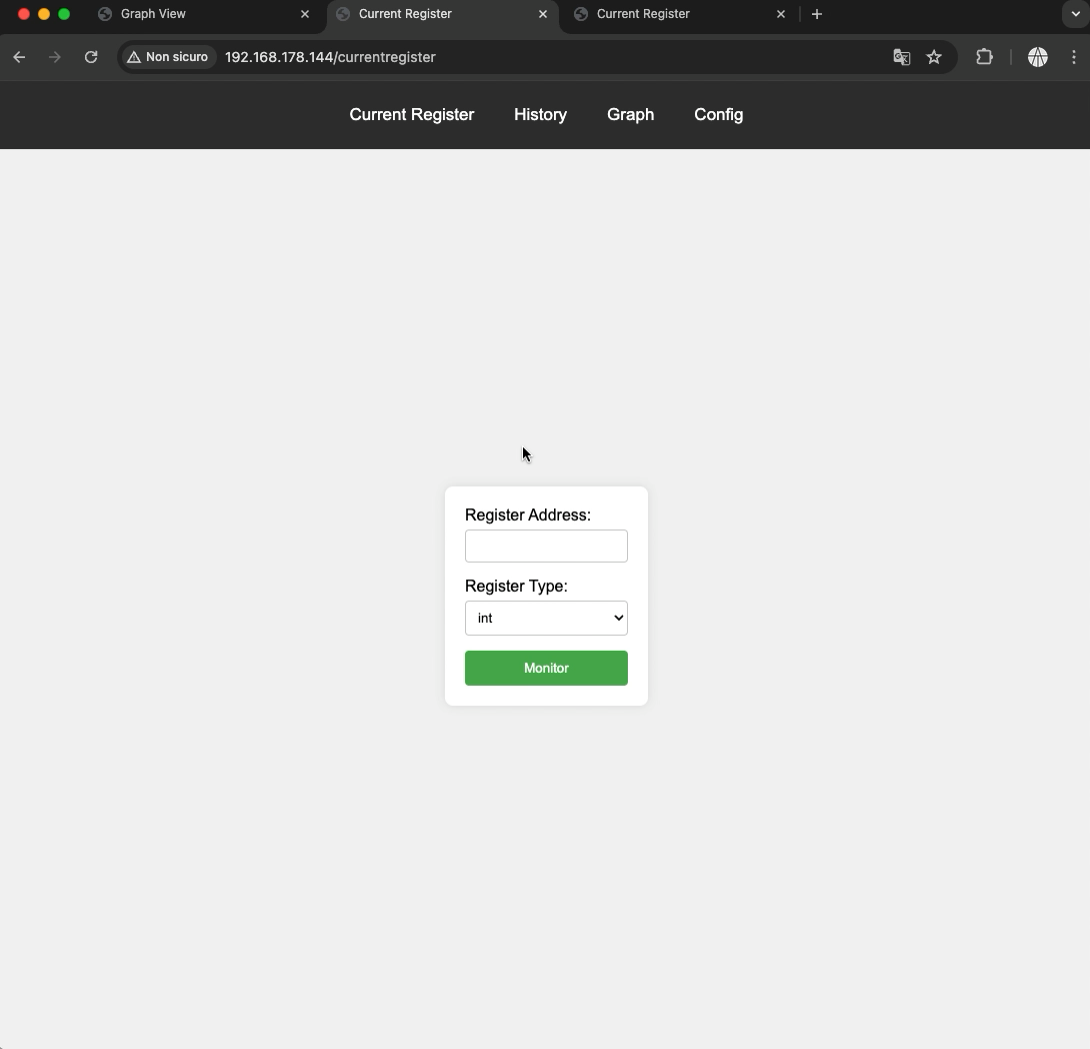 Graph View
Current Register
Current Register
Non sicuro 192.168.178.144/currentregister
Current Register History Graph Config
Register Address:
Register Type:
int
Monitor